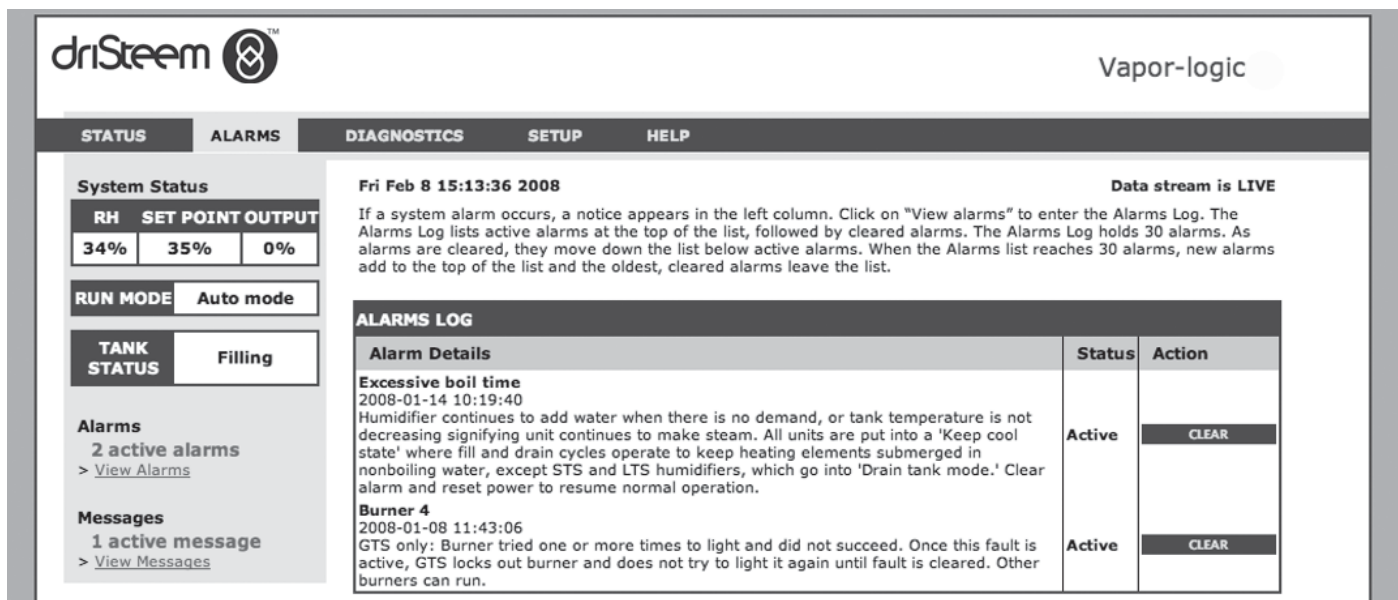 driSteem TM
Vapor-logic
STATUS ALARMS DIAGNOSTICS SETUP HELP
System Status
RH SET POINT OUTPUT
34% 35% 0%
RUN MODE Auto mode
TANK
STATUS
Filling
Alarms
2 active alarms
> View Alarms
Messages
1 active message
> View Messages
Fri Feb 8 15:13:36 2008 Data stream is LIVE
If a system alarm occurs, a notice appears in the left column. Click on “View alarms” to enter the Alarms Log. The
Alarms Log lists active alarms at the top of the list, followed by cleared alarms. The Alarms Log holds 30 alarms. As
alarms are cleared, they move down the list below active alarms. When the Alarms list reaches 30 alarms, new alarms
add to the top of the list and the oldest, cleared alarms leave the list.
ALARMS LOG
Alarm Details Status Action
Excessive boil time
2008-01-14 10:19:40
Humidifier continues to add water when there is no demand, or tank temperature is not
decreasing signifying unit continues to make steam. All units are put into a 'Keep cool
state' where fill and drain cycles operate to keep heating elements submerged in
nonboiling water, except STS and LTS humidifiers, which go into 'Drain tank mode.' Clear
alarm and reset power to resume normal operation.
Active CLEAR
Burner 4
2008-01-08 11:43:06
GTS only: Burner tried one or more times to light and did not succeed. Once this fault is
active, GTS locks out burner and does not try to light it again until fault is cleared. Other
burners can run.
Active CLEAR